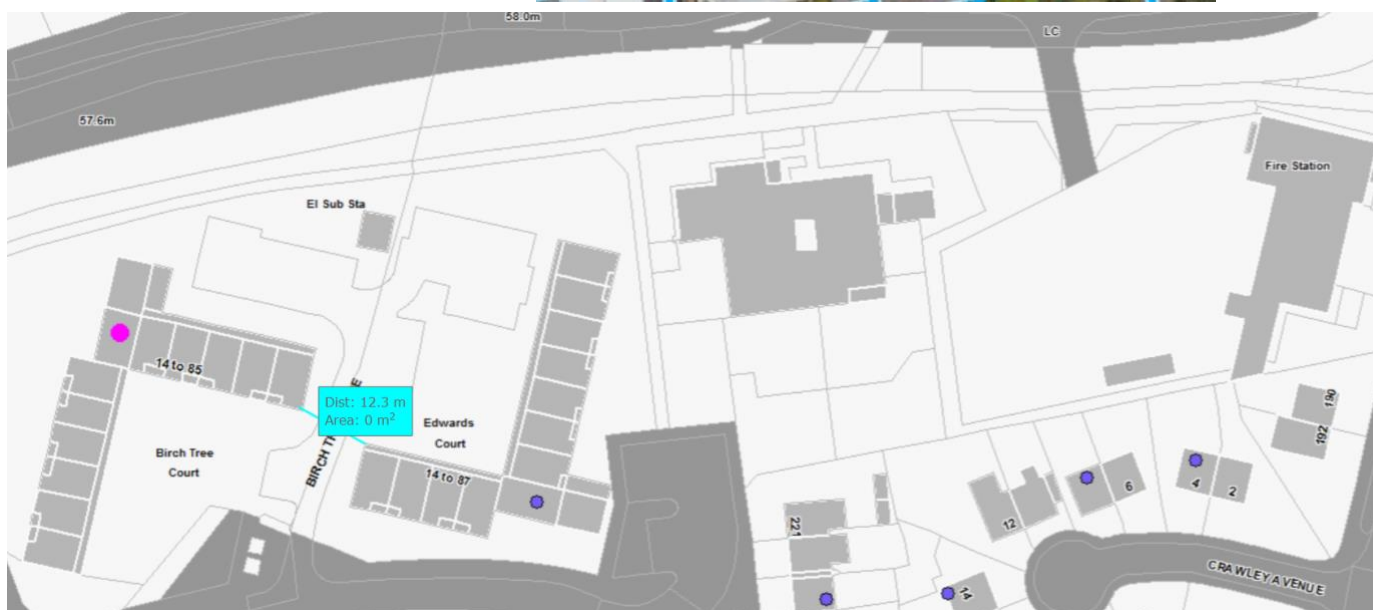 58.0m
LC
57.6m
Fire Station
El Sub Sta
14 to 85
Dist: 12.3 m
Area: 0 m²
Edwards
Court
Birch Tree
Court
14 to 87
190
192
221
12
6
4
2
14
CRAWLEY AVENUE